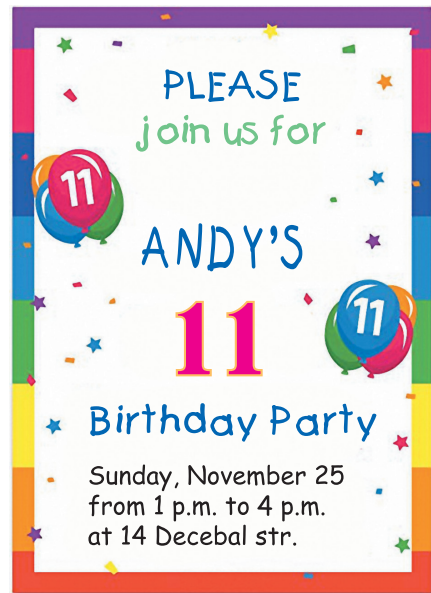 PLEASE
join us for
11
ANDY'S
11
11
Birthday Party
Sunday, November 25
from 1 p.m. to 4 p.m.
at 14 Decebal str.